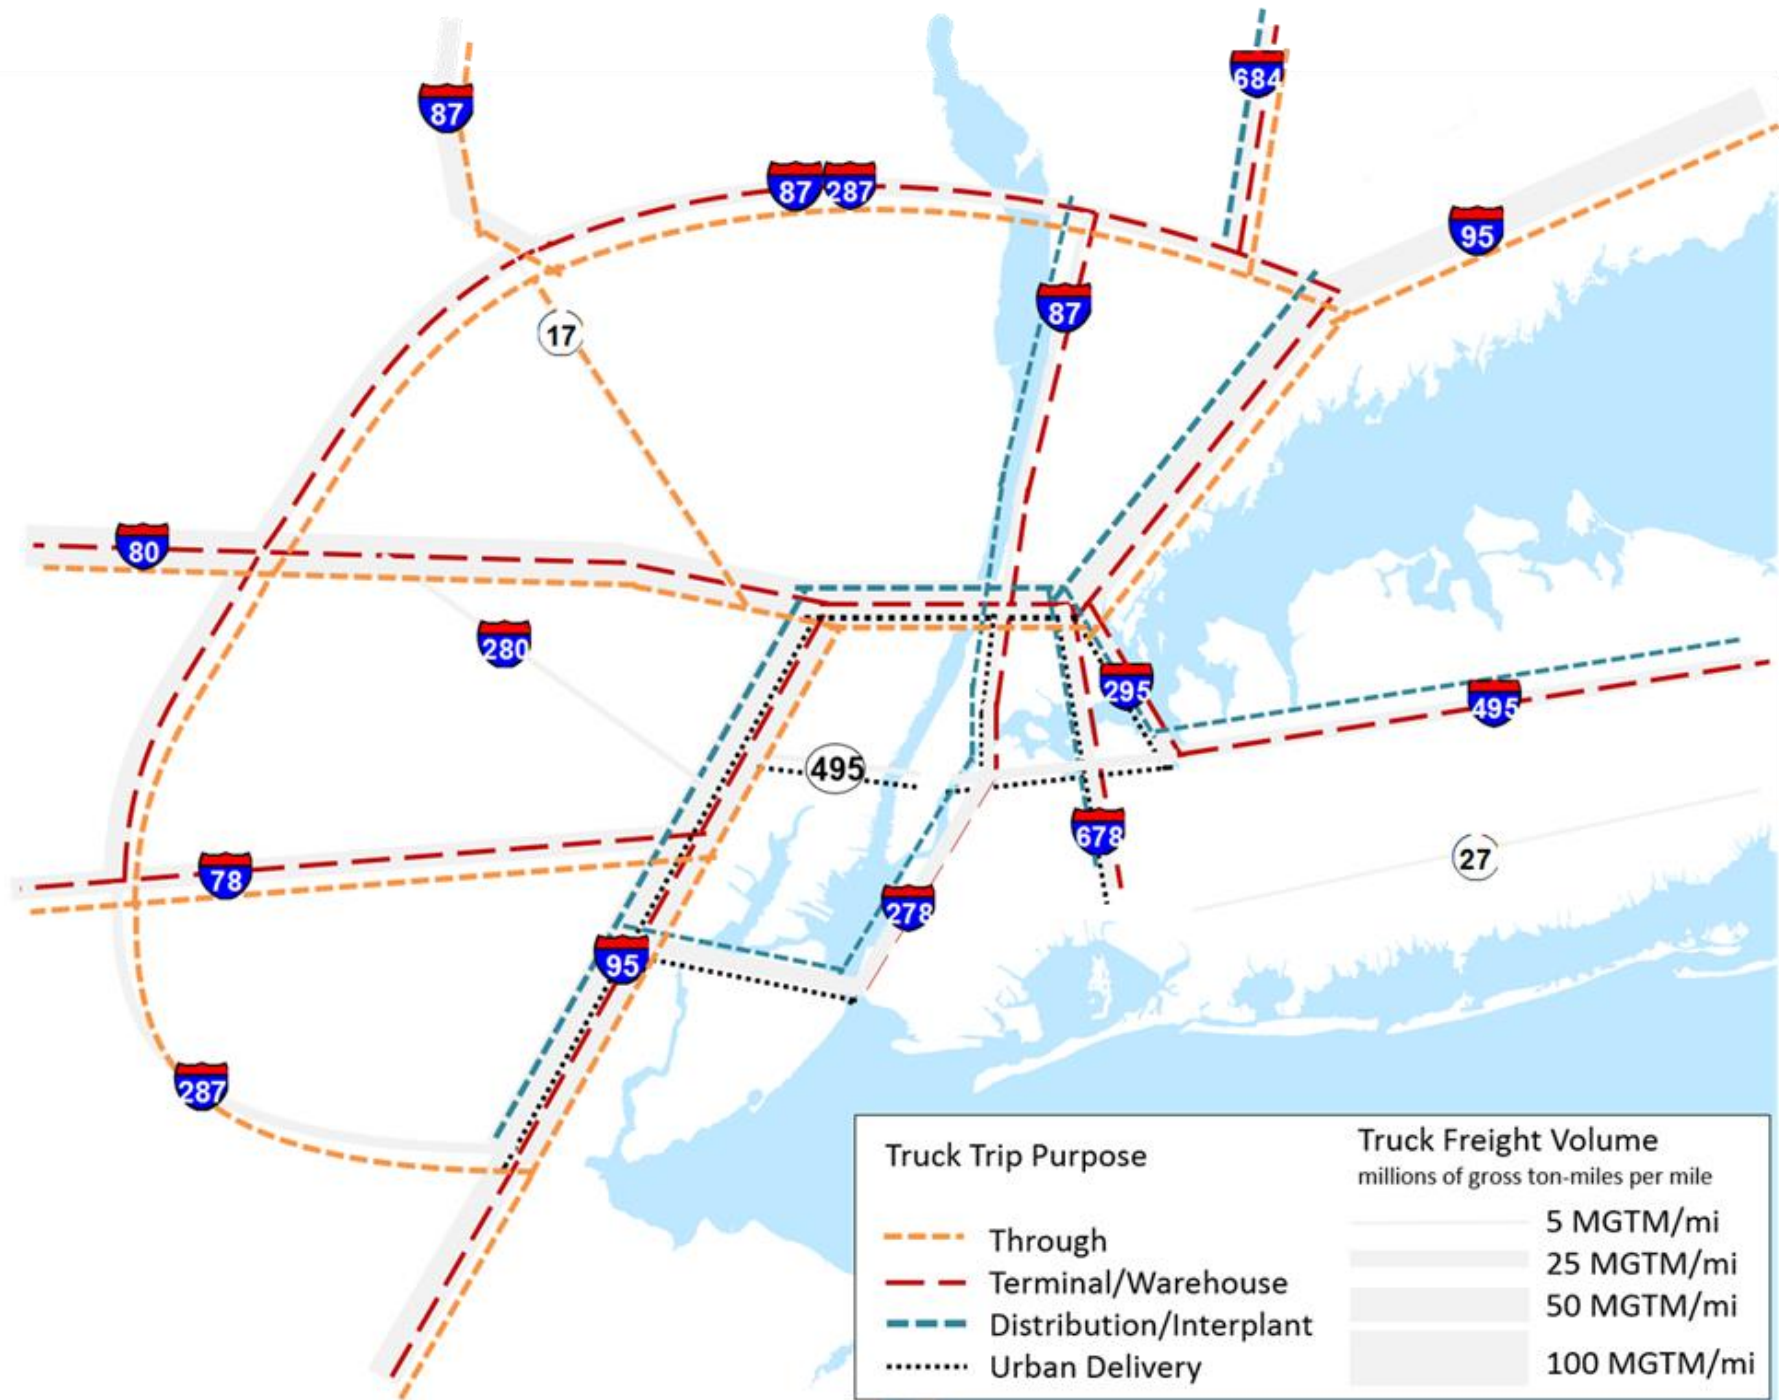 684
87
87 287
95
87
17
80
280
295
495
495
678
27
78
278
95
287
Truck Trip Purpose
Through
Terminal/Warehouse
Distribution/Interplant
Urban Delivery
Truck Freight Volume
millions of gross ton-miles per mile
5 MGTM/mi
25 MGTM/mi
50 MGTM/mi
100 MGTM/mi